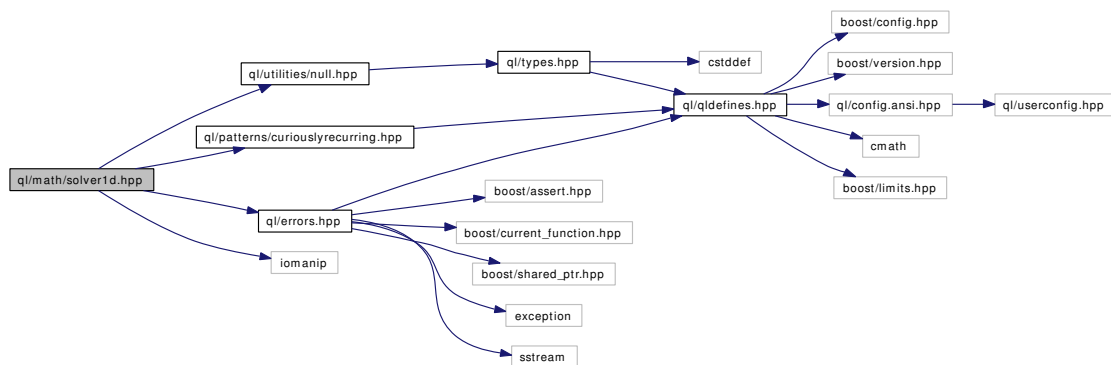 ql/math/solver1d.hpp
ql/utilities/null.hpp
ql/patterns/curiouslyrecurring.hpp
ql/errors.hpp
iomanip
ql/types.hpp
cstddef
ql/qldefines.hpp
boost/config.hpp
boost/version.hpp
ql/config.ansi.hpp
ql/userconfig.hpp
cmath
boost/limits.hpp
boost/assert.hpp
boost/current_function.hpp
boost/shared_ptr.hpp
exception
sstream